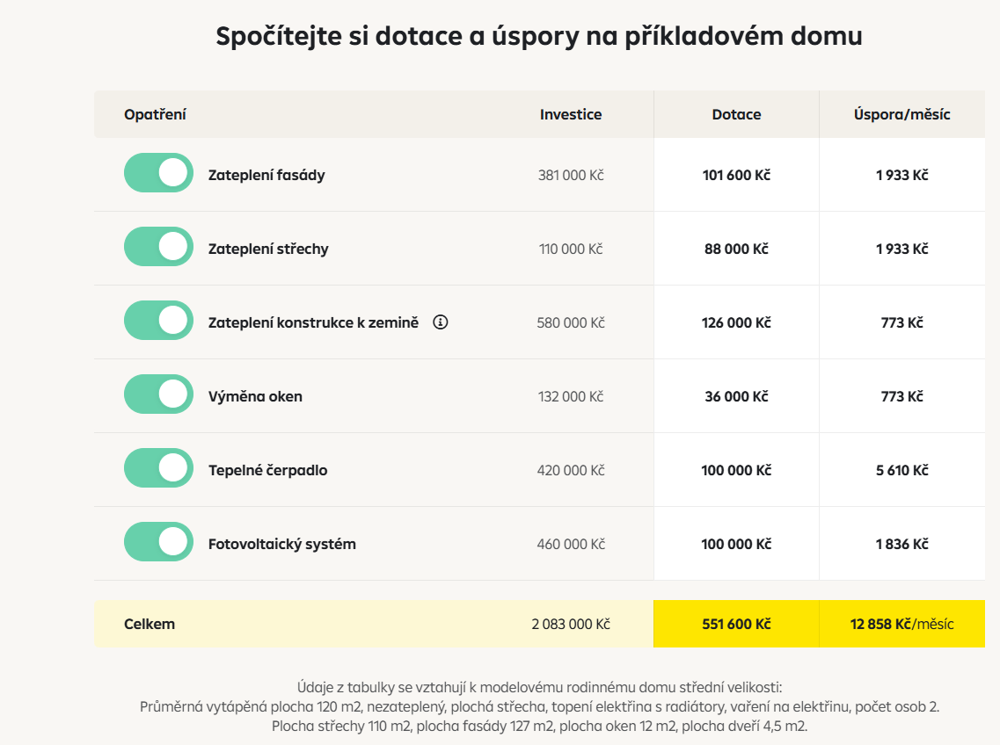 Spočítejte si dotace a úspory na příkladovém domu
Opatření Investice Dotace Úspora/měsíc
Zateplení fasády 381 000 Kč 101 600 Kč 1 933 Kč
Zateplení střechy 110 000 Kč 88 000 Kč 1 933 Kč
Zateplení konstrukce k zemině 580 000 Kč 126 000 Kč 773 Kč
Výměna oken 132 000 Kč 36 000 Kč 773 Kč
Tepelné čerpadlo 420 000 Kč 100 000 Kč 5 610 Kč
Fotovoltaický systém 460 000 Kč 100 000 Kč 1 836 Kč
Celkem 2 083 000 Kč 551 600 Kč 12 858 Kč/měsíc
Údaje z tabulky se vztahují k modelovému rodinnému domu střední velikosti:
Průměrná vytápěná plocha 120 m2, nezateplený, plochá střecha, topení elektřina s radiátory, vaření na elektřinu, počet osob 2.
Plocha střechy 110 m2, plocha fasády 127 m2, plocha oken 12 m2, plocha dveří 4,5 m2.